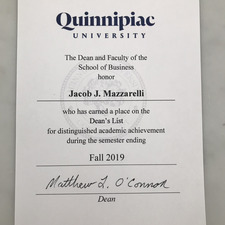 Quinnipiac
UNIVERSITY
The Dean and Faculty of the
School of Business
honor
Jacob J. Mazzarelli
who has earned a place on the
Dean's List
for distinguished academic achievement
during the semester ending
Fall 2019
Matthew L. O'Connor
Dean